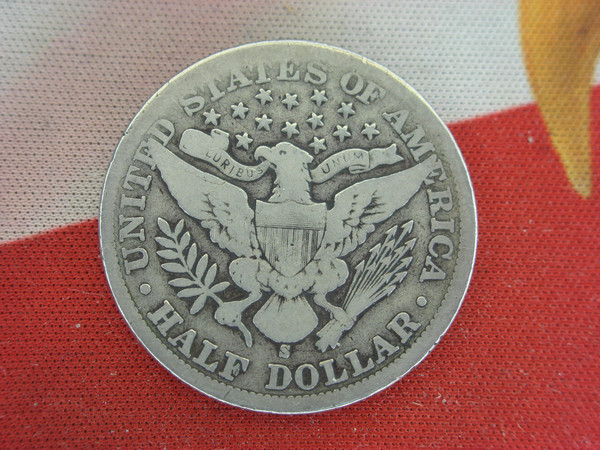 UNITED STATES OF AMERICA
PLURIBUS UNUM
S
• HALF DOLLAR •